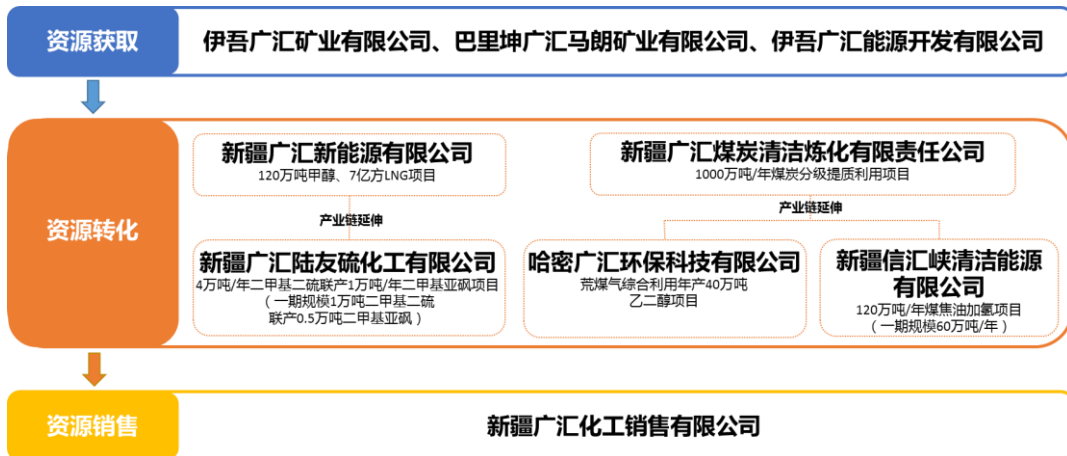 资源获取
伊吾广汇矿业有限公司、巴里坤广汇马朗矿业有限公司、伊吾广汇能源开发有限公司
资源转化
新疆广汇新能源有限公司
120万吨甲醇、7亿方LNG项目
产业链延伸
新疆广汇陆友硫化工有限公司
4万吨/年二甲基二硫联产1万吨/年二甲基亚砜项目
（一期规模1万吨二甲基二硫
联产0.5万吨二甲基亚砜）
新疆广汇煤炭清洁炼化有限责任公司
1000万吨/年煤炭分级提质利用项目
产业链延伸
哈密广汇环保科技有限公司
荒煤气综合利用年产40万吨
乙二醇项目
新疆信汇峡清洁能源
有限公司
120万吨/年煤焦油加氢项目
（一期规模60万吨/年）
资源销售
新疆广汇化工销售有限公司